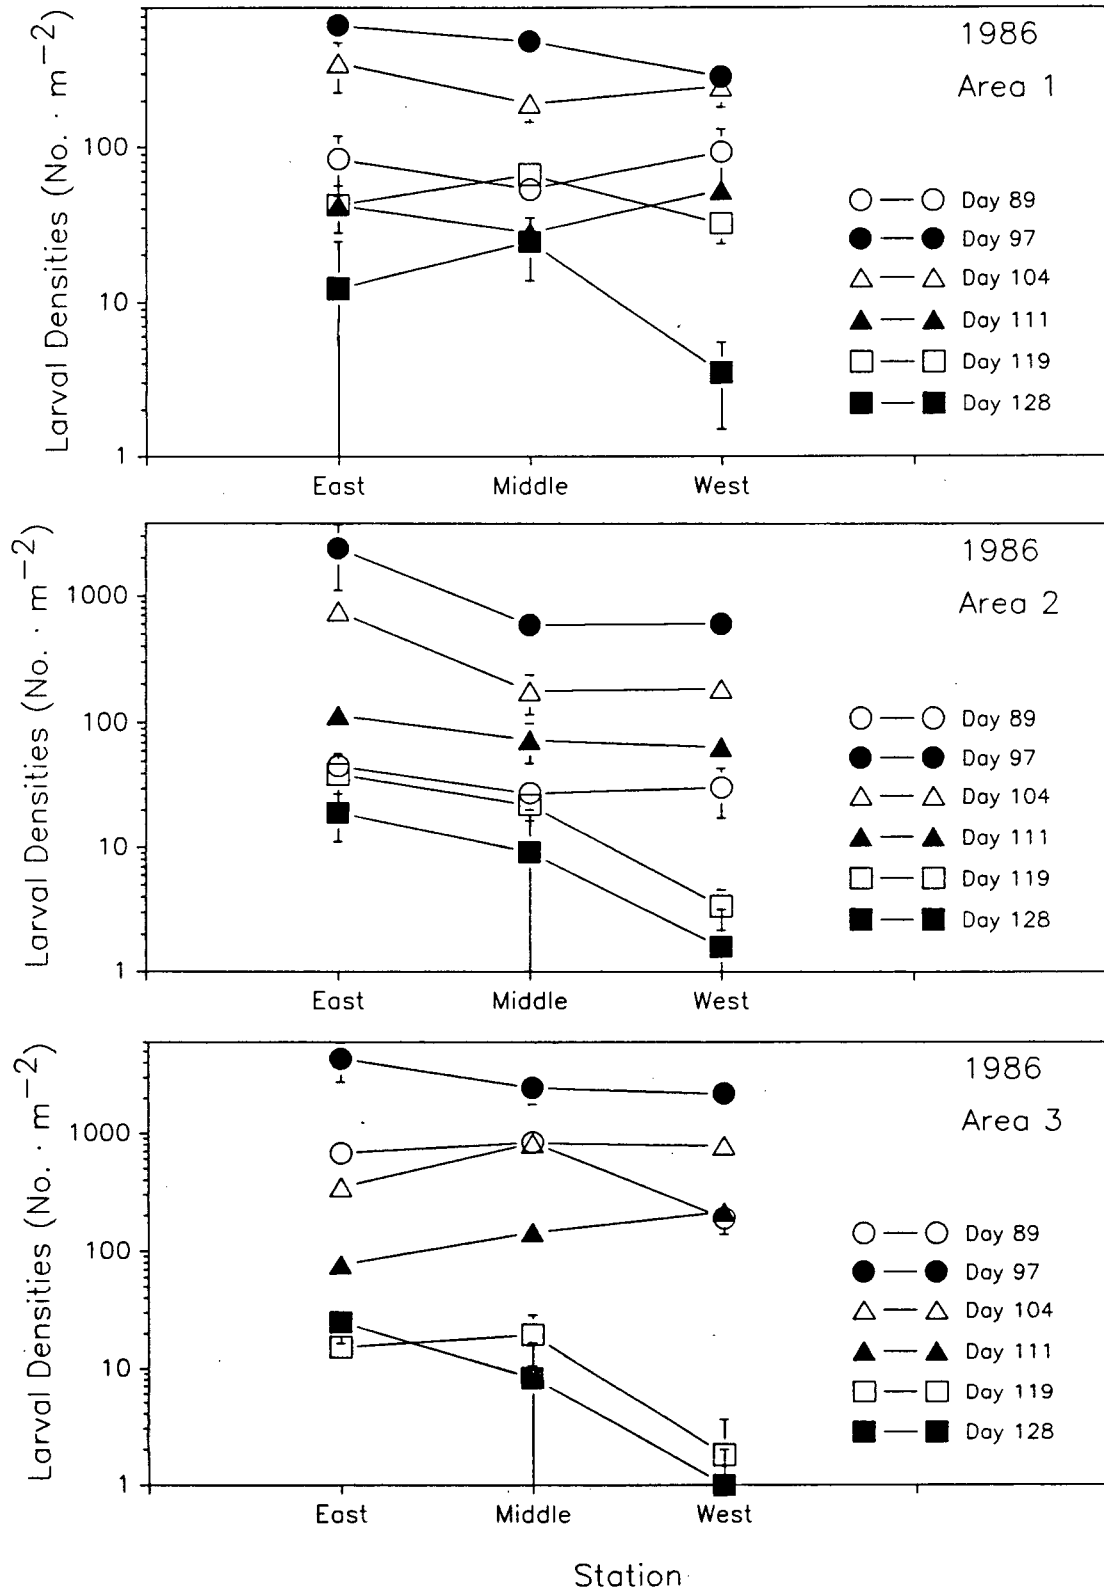 1986
Area 1
Larval Densities (No. · m⁻²)
100
10
1
Day 89
Day 97
Day 104
Day 111
Day 119
Day 128
East Middle West
1986
Area 2
Larval Densities (No. · m⁻²)
1000
100
10
1
Day 89
Day 97
Day 104
Day 111
Day 119
Day 128
East Middle West
1986
Area 3
Larval Densities (No. · m⁻²)
1000
100
10
1
Day 89
Day 97
Day 104
Day 111
Day 119
Day 128
East Middle West
Station